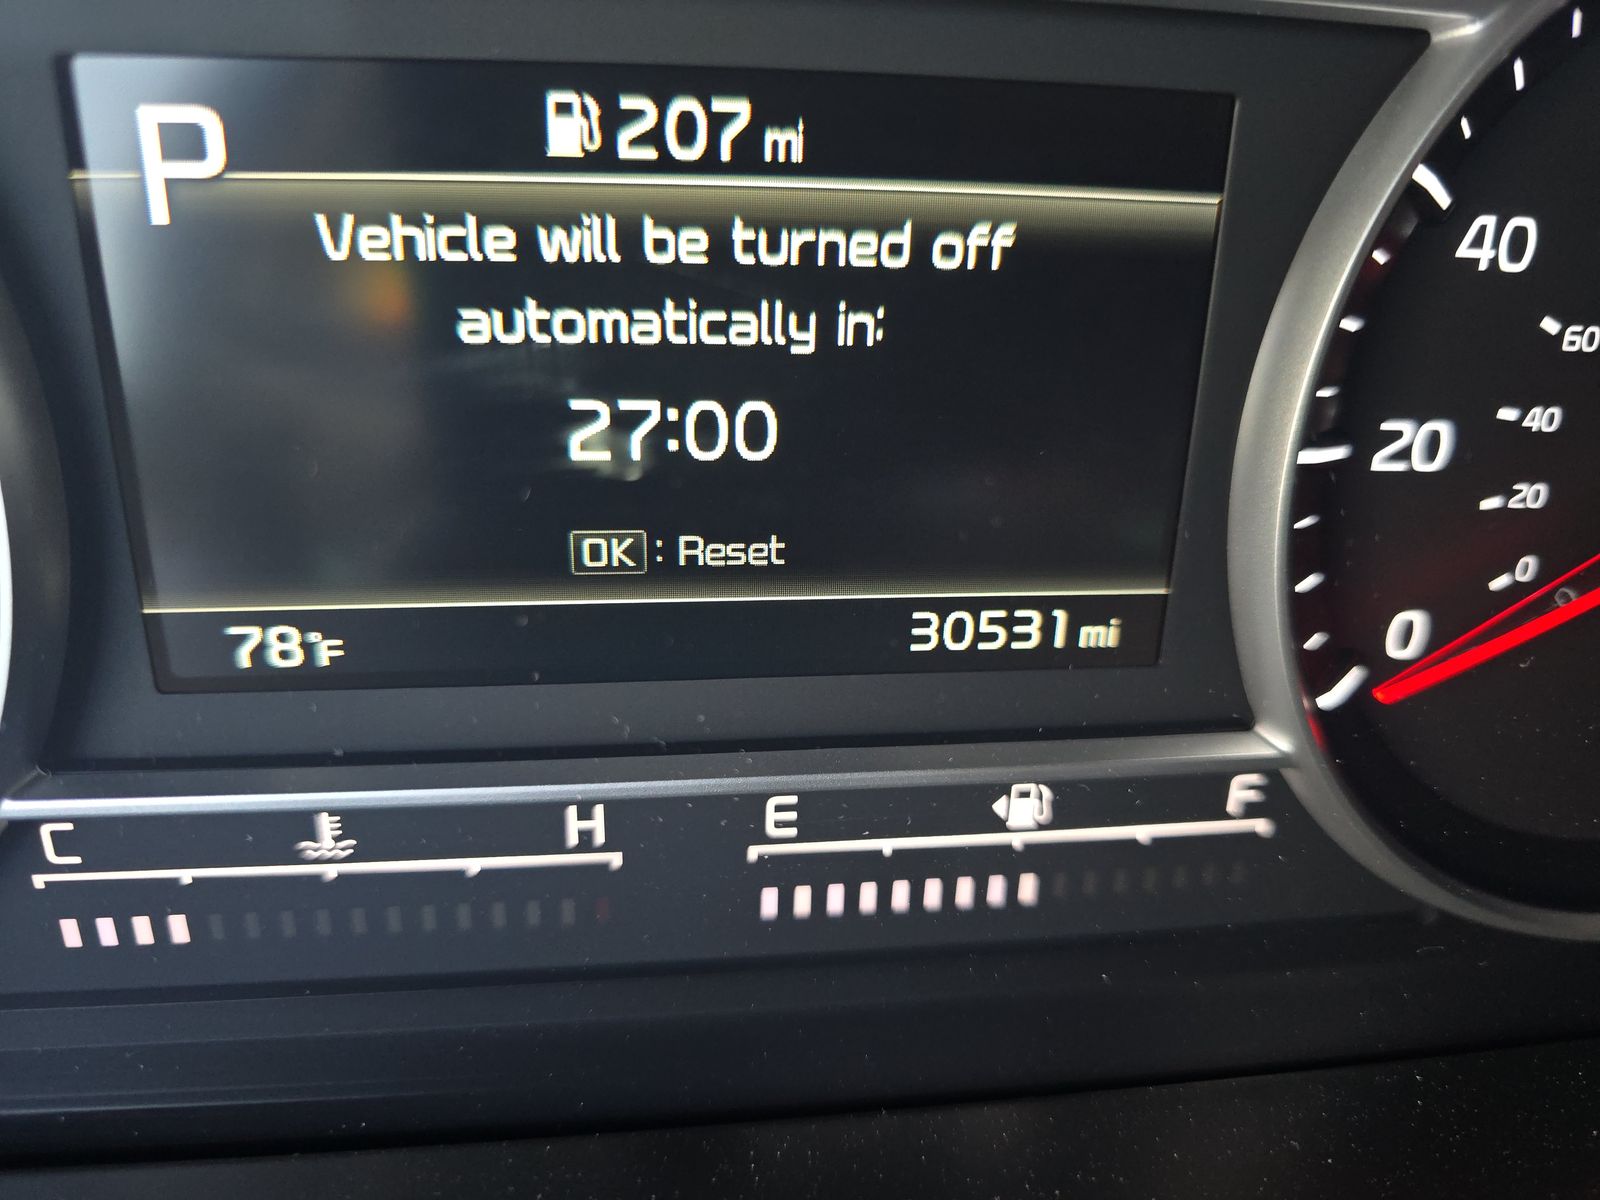 P
207 mi
Vehicle will be turned off
automatically in:
27:00
OK : Reset
78°F
30531 mi
40
60
40
20
20
0
0
C H
E F